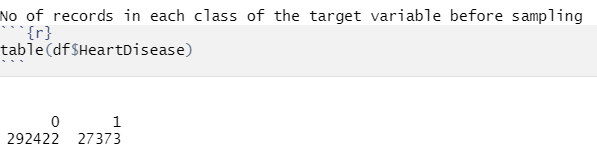 No of records in each class of the target variable before sampling
```{r}
table(df$HeartDisease)
```
0 1
292422 27373